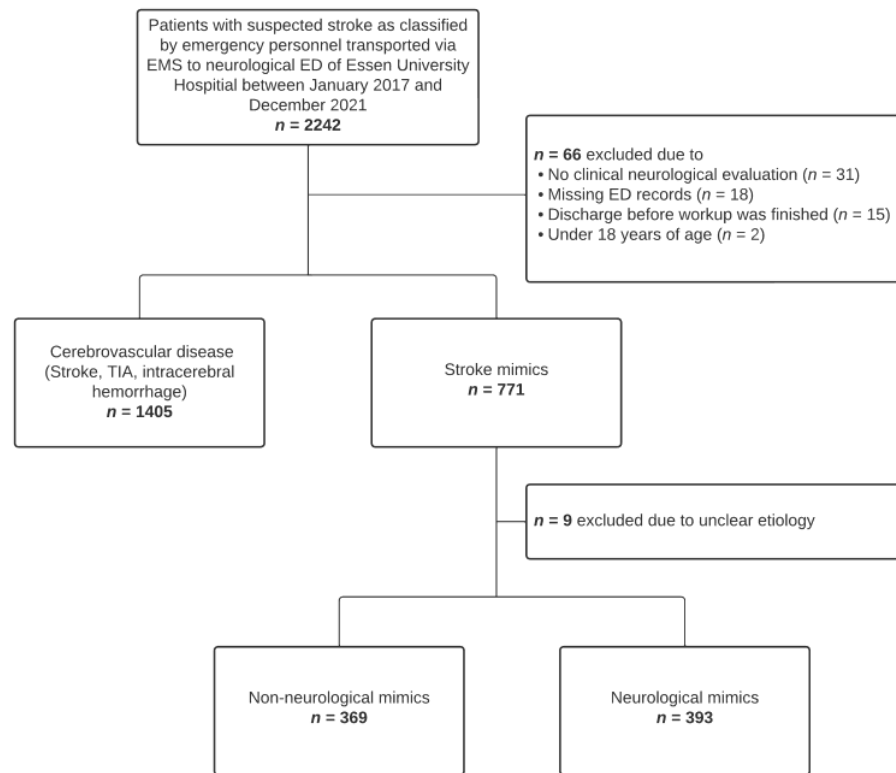 Patients with suspected stroke as classified
by emergency personnel transported via
EMS to neurological ED of Essen University
Hospitial between January 2017 and
December 2021
n = 2242
n = 66 excluded due to
• No clinical neurological evaluation (n = 31)
• Missing ED records (n = 18)
• Discharge before workup was finished (n = 15)
• Under 18 years of age (n = 2)
Cerebrovascular disease
(Stroke, TIA, intracerebral
hemorrhage)
n = 1405
Stroke mimics
n = 771
n = 9 excluded due to unclear etiology
Non-neurological mimics
n = 369
Neurological mimics
n = 393